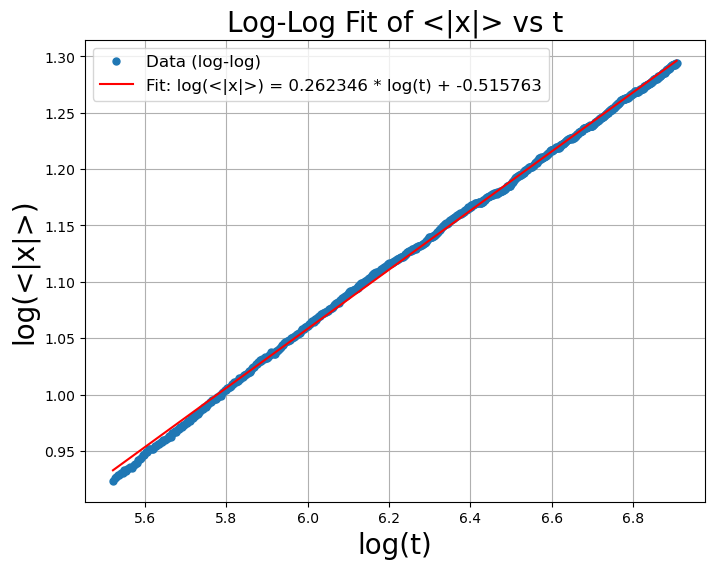 Log-Log Fit of <|x|> vs t
Data (log-log)
Fit: log(<|x|>) = 0.262346 * log(t) + -0.515763
log(<|x|>)
1.30
1.25
1.20
1.15
1.10
1.05
1.00
0.95
5.6 5.8 6.0 6.2 6.4 6.6 6.8
log(t)